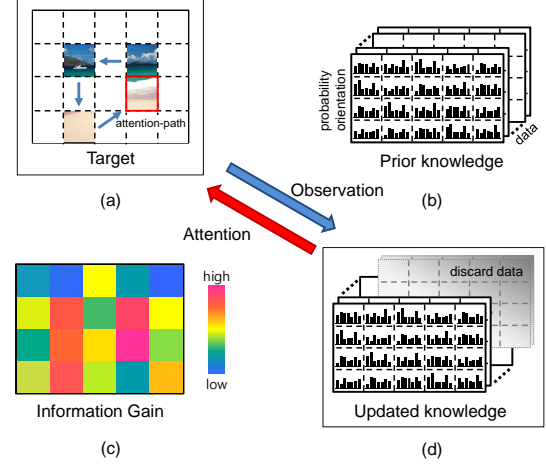 attention-path
Target
(a)
probability
orientation
data
Prior knowledge
(b)
Observation
Attention
high
low
Information Gain
(c)
discard data
Updated knowledge
(d)